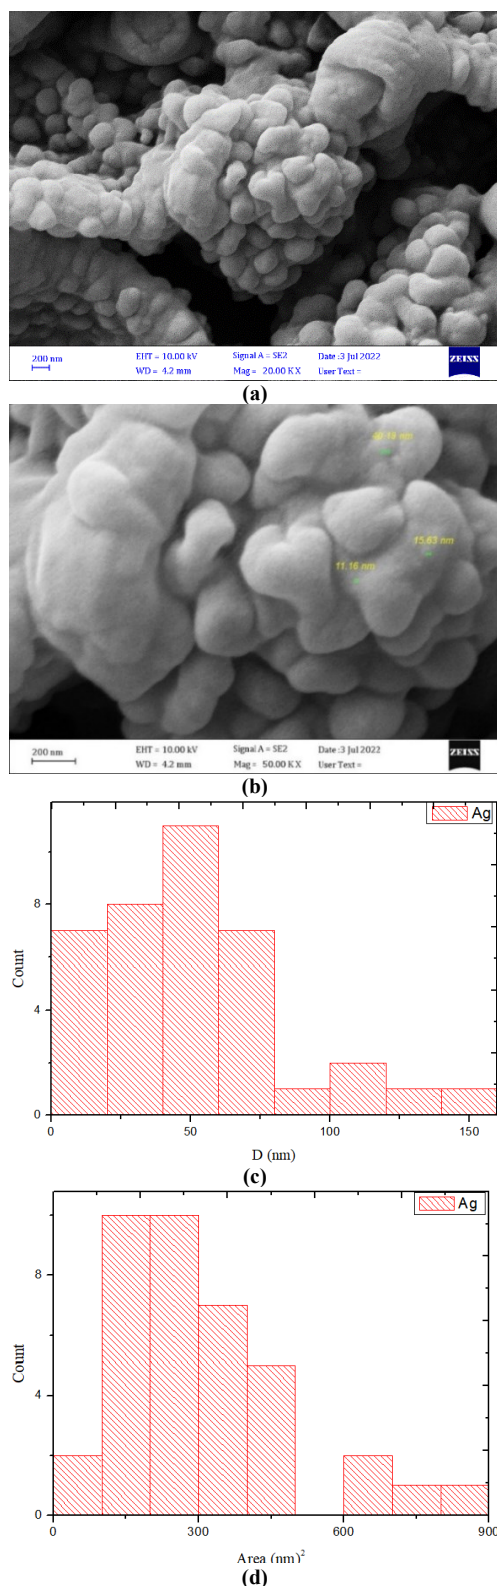 200 nm
EHT = 10.00 kV
Signal A = SE2
Date :3 Jul 2022
WD = 4.2 mm
Mag = 20.00 K X
User Text =
ZEISS
(a)
15.63 nm
11.16 nm
200 nm
EHT = 10.00 kV
Signal A = SE2
Date :3 Jul 2022
WD = 4.2 mm
Mag = 50.00 K X
User Text =
ZEISS
(b)
Ag
8
4
0
Count
0 50 100 150
D (nm)
(c)
Ag
8
4
0
Count
0 300 600 900
Area (nm)²
(d)